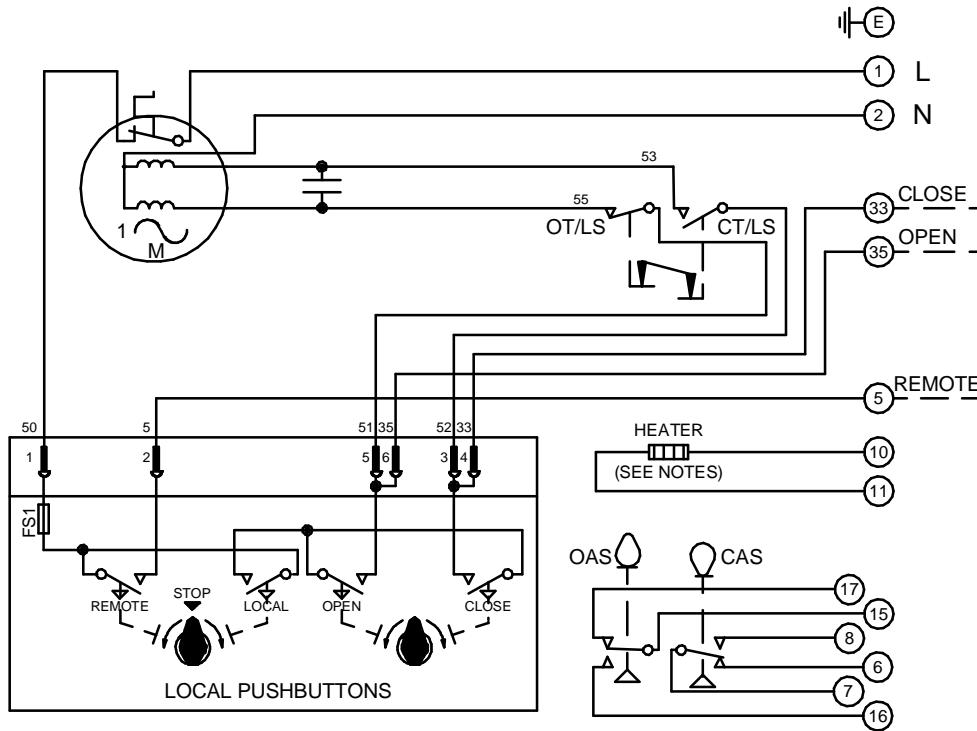 E
1 L
2 N
53
55
OT/LS
CT/LS
33 CLOSE
35 OPEN
1
M
5 REMOTE
50
5
51 35
52 33
1
2
5 6
3 4
HEATER
(SEE NOTES)
10
11
FS1
REMOTE
STOP
LOCAL
OPEN
CLOSE
LOCAL PUSHBUTTONS
OAS
CAS
17
15
8
6
7
16